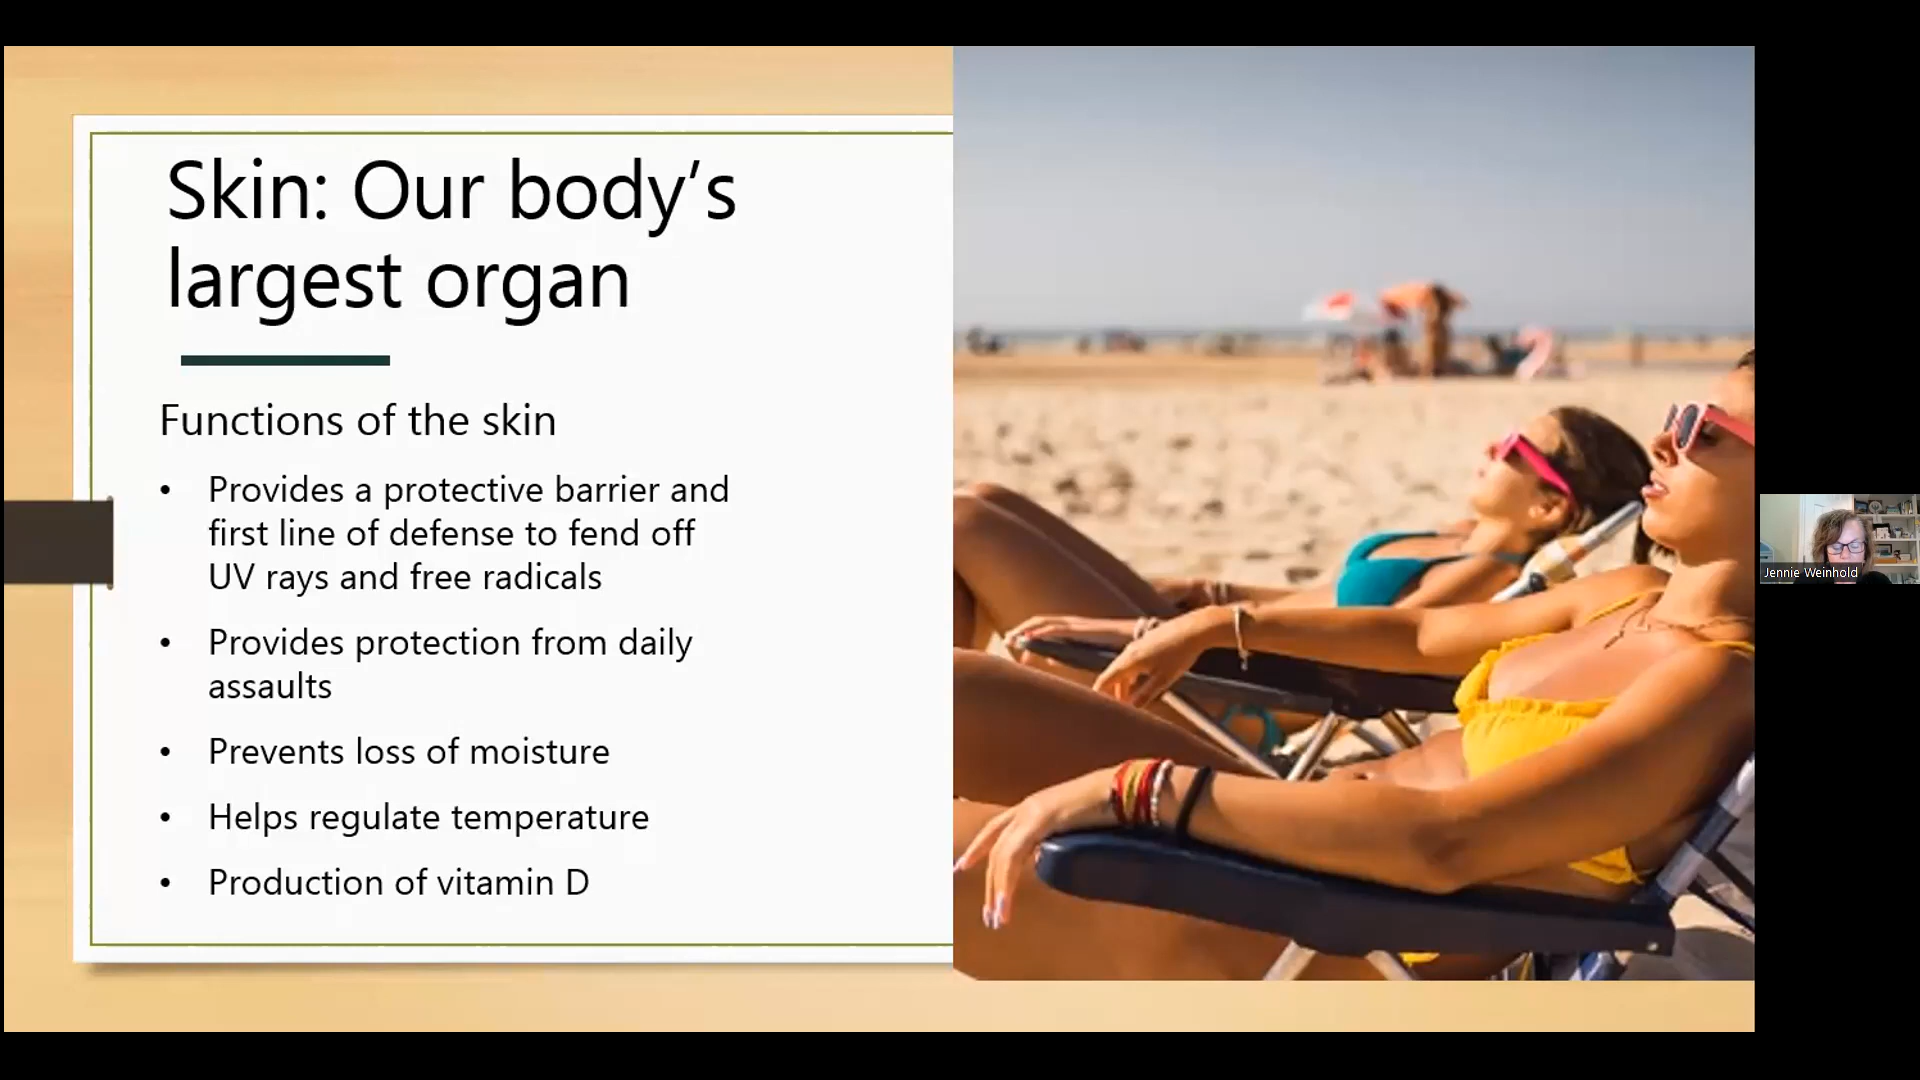 Skin: Our body’s
largest organ
Functions of the skin
• Provides a protective barrier and
first line of defense to fend off
UV rays and free radicals
• Provides protection from daily
assaults
• Prevents loss of moisture
• Helps regulate temperature
• Production of vitamin D
Jennie Weinhold